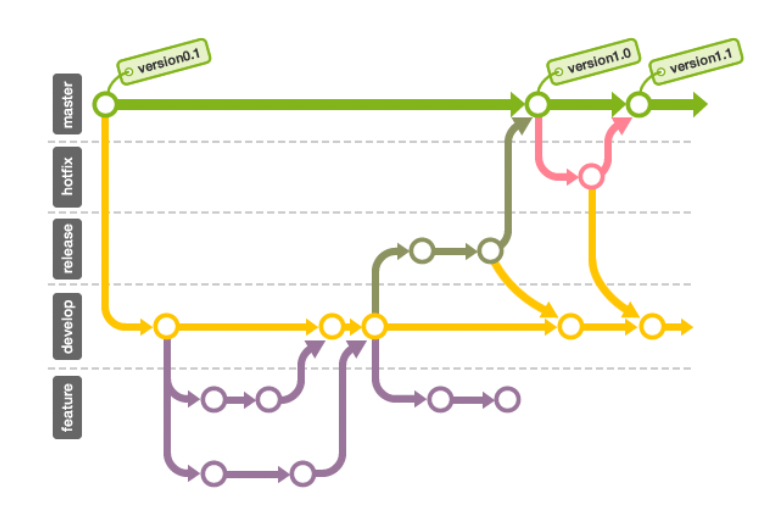 version0.1
version1.0
version1.1
master
hotfix
release
develop
feature